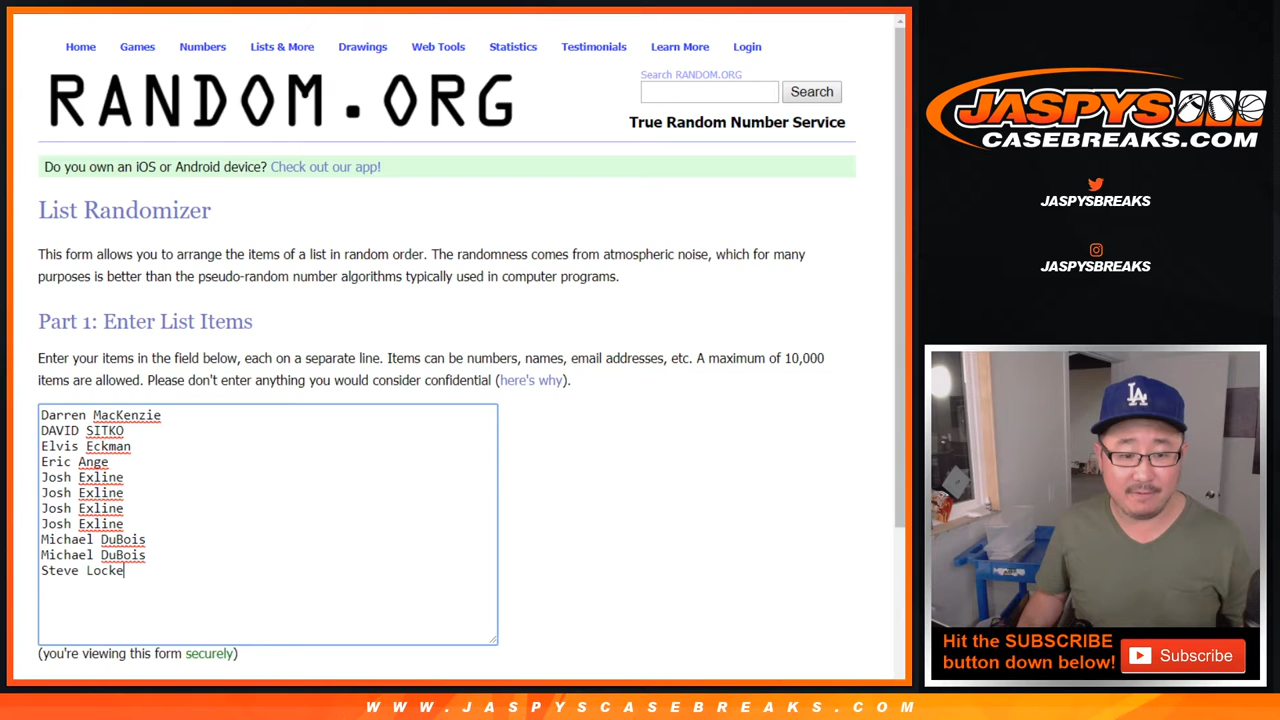 Home Games Numbers Lists & More Drawings Web Tools Statistics Testimonials Learn More Login
RANDOM.ORG
Search RANDOM.ORG
Search
True Random Number Service
Do you own an iOS or Android device? Check out our app!
List Randomizer
This form allows you to arrange the items of a list in random order. The randomness comes from atmospheric noise, which for many
purposes is better than the pseudo-random number algorithms typically used in computer programs.
Part 1: Enter List Items
Enter your items in the field below, each on a separate line. Items can be numbers, names, email addresses, etc. A maximum of 10,000
items are allowed. Please don't enter anything you would consider confidential (here's why).
Darren MacKenzie
DAVID SITKO
Elvis Eckman
Eric Ange
Josh Exline
Josh Exline
Josh Exline
Josh Exline
Michael DuBois
Michael DuBois
Steve Locke
(you're viewing this form securely)
JASPYS
CASEBREAKS.COM
JASPYSBREAKS
JASPYSBREAKS
LA
Hit the SUBSCRIBE
button down below!
Subscribe
WWW.JASPYSCASEBREAKS.COM